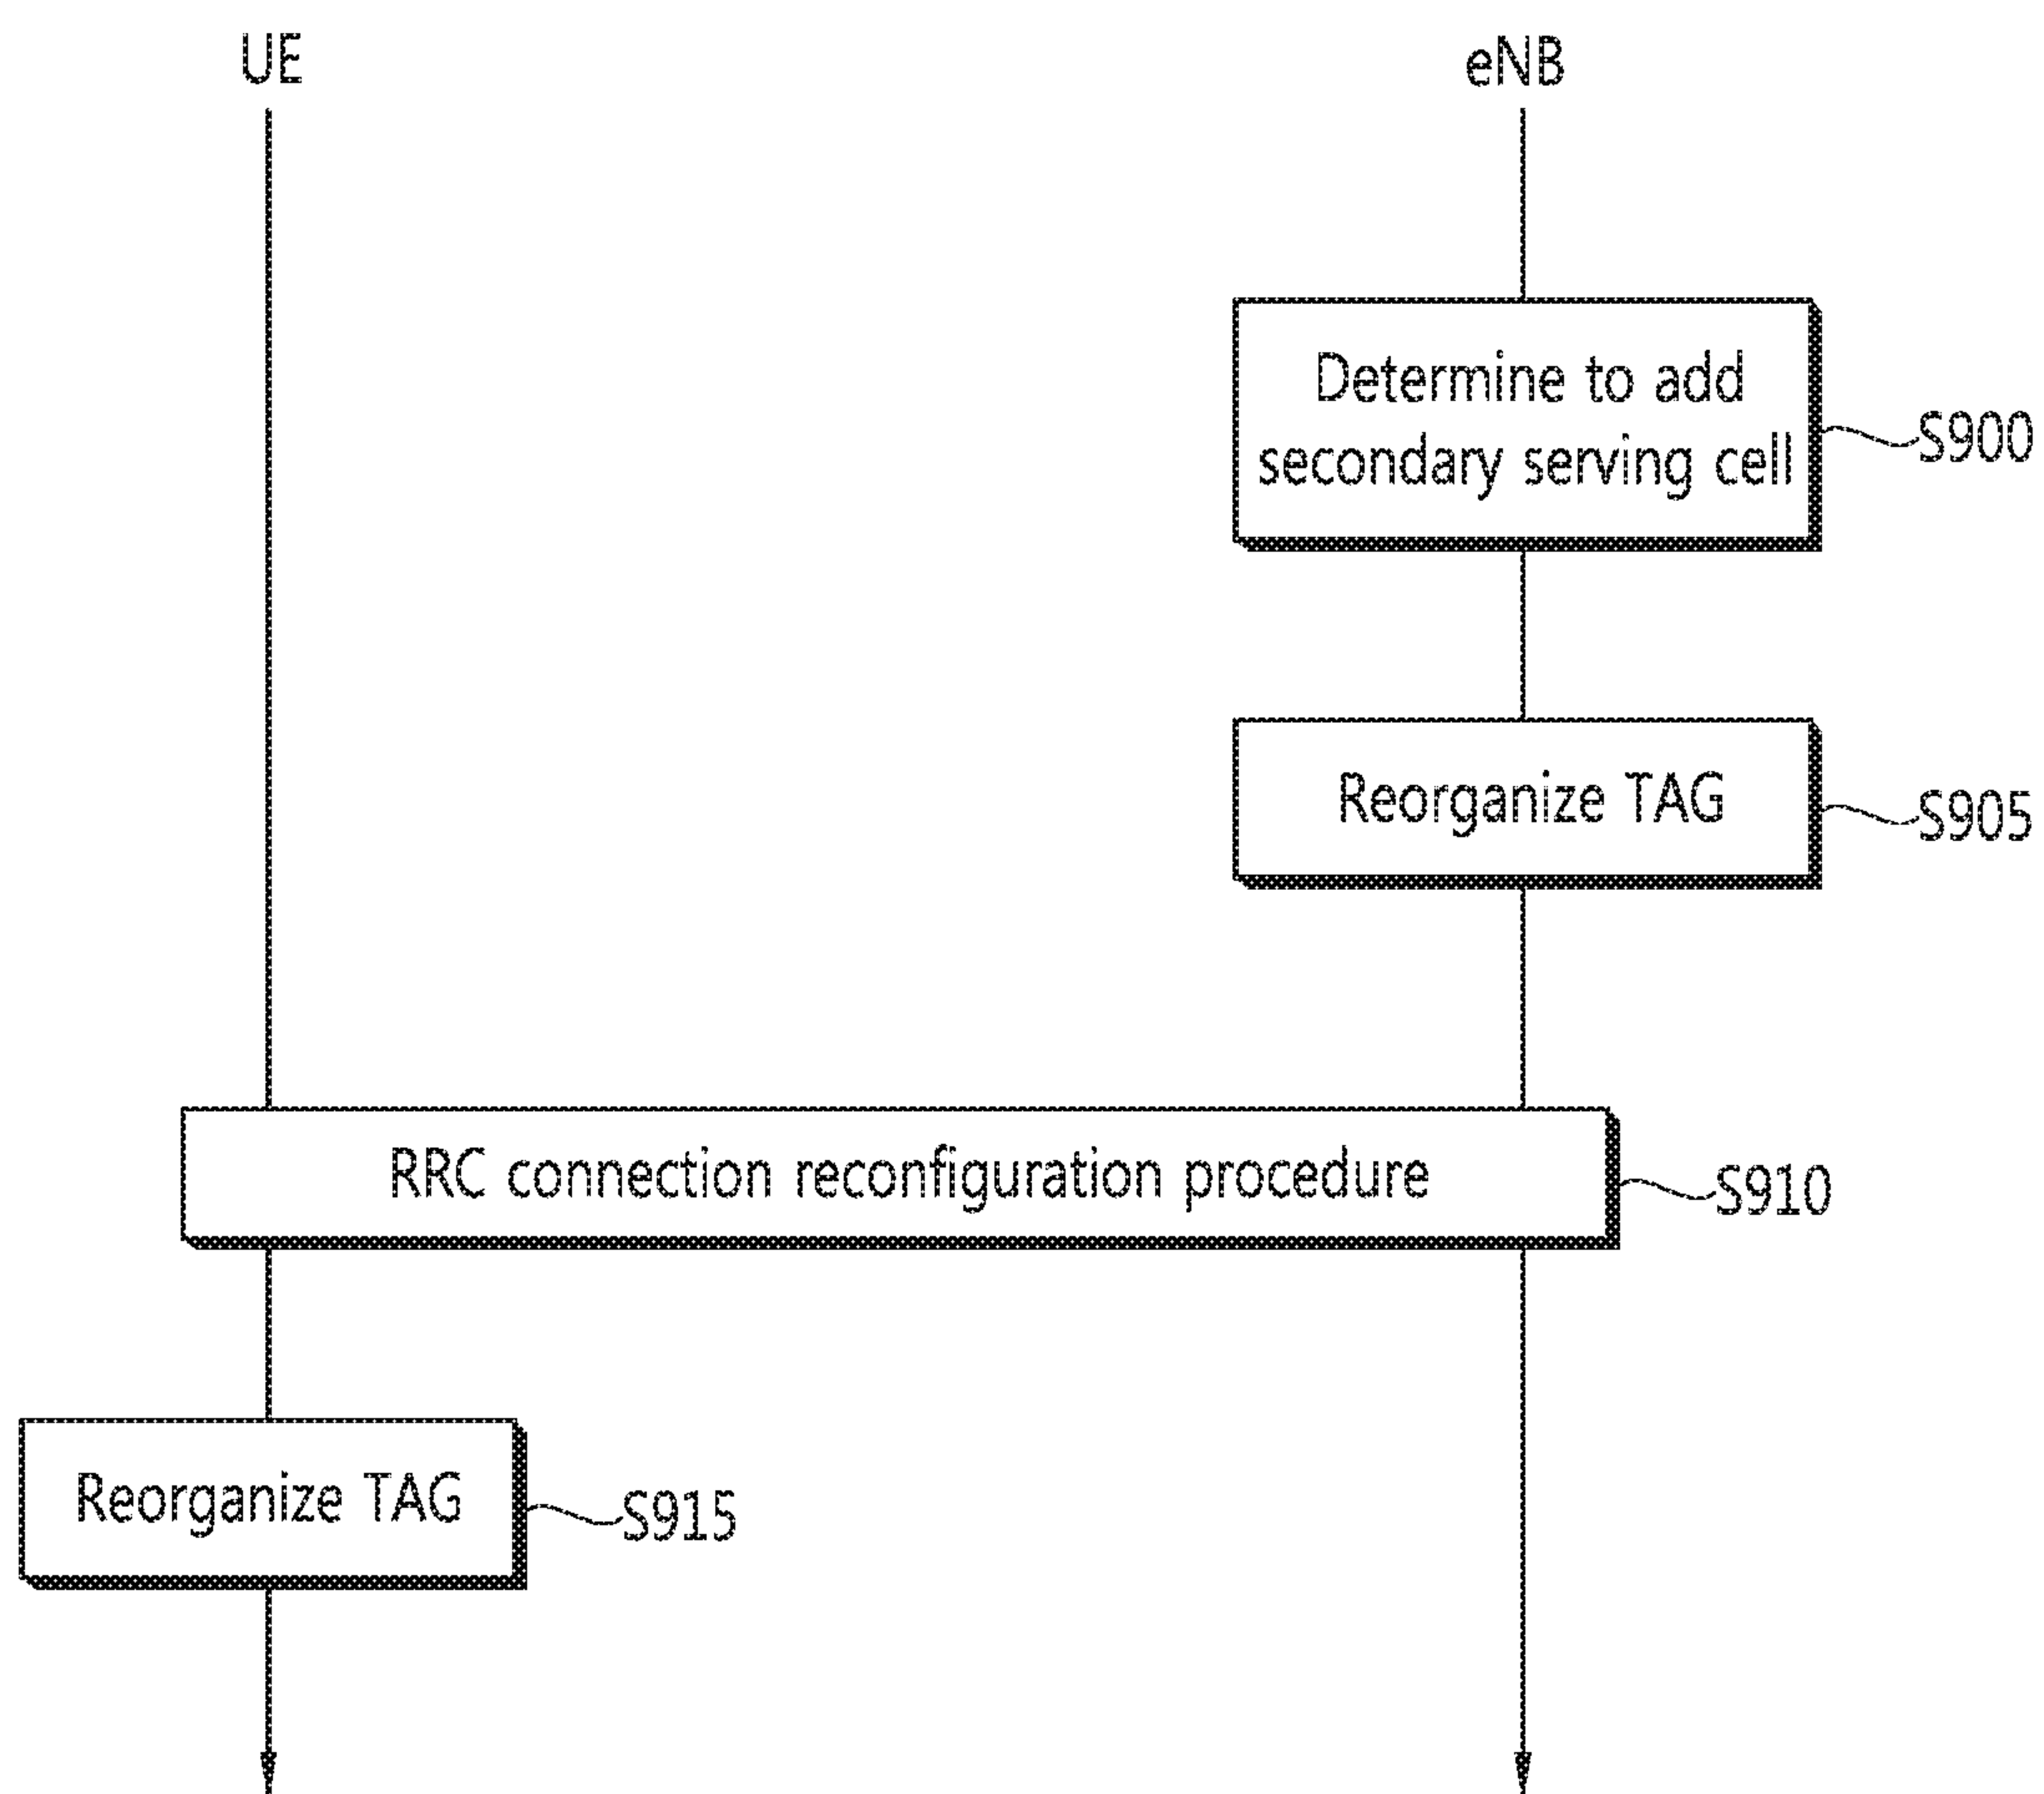 UE
eNB
Determine to add
secondary serving cell
S900
Reorganize TAG
S905
RRC connection reconfiguration procedure
S910
Reorganize TAG
S915